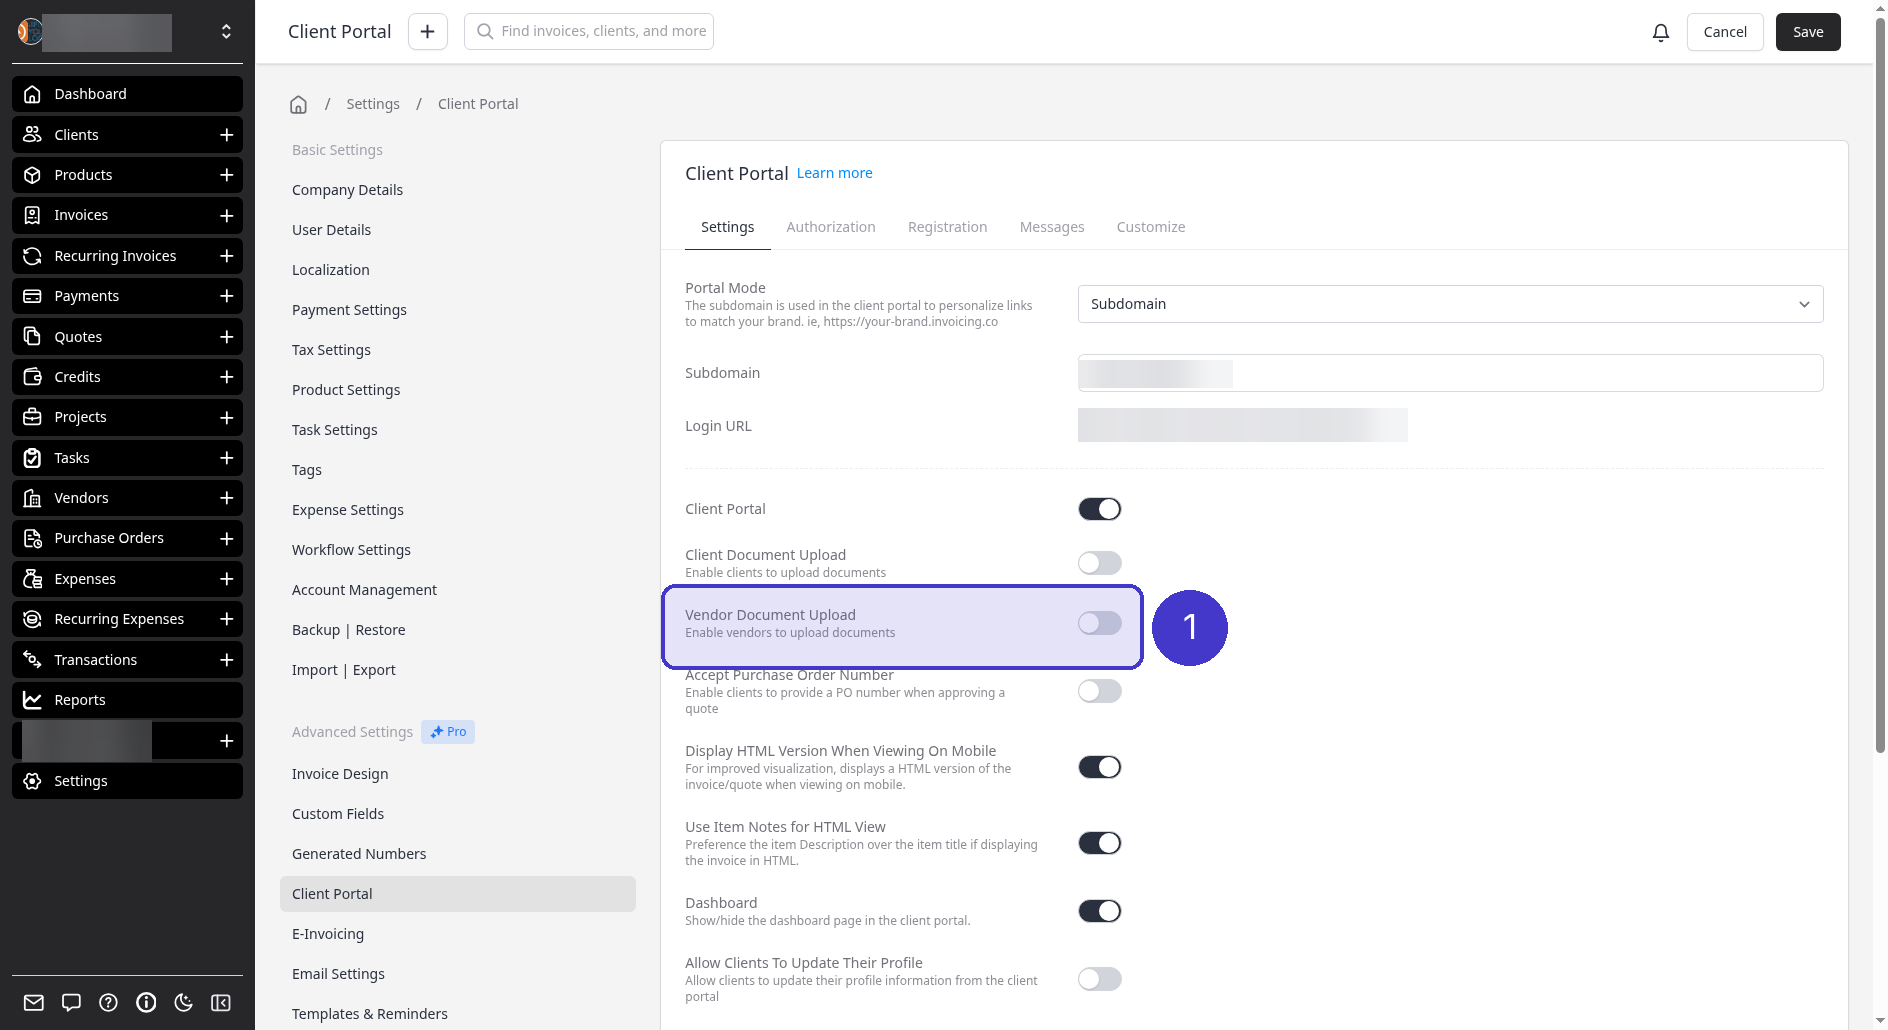 Client Portal
Find invoices, clients, and more
Cancel
Save
Dashboard
Clients
Products
Invoices
Recurring Invoices
Payments
Quotes
Credits
Projects
Tasks
Vendors
Purchase Orders
Expenses
Recurring Expenses
Transactions
Reports
Settings
/ Settings / Client Portal
Basic Settings
Company Details
User Details
Localization
Payment Settings
Tax Settings
Product Settings
Task Settings
Tags
Expense Settings
Workflow Settings
Account Management
Backup | Restore
Import | Export
Advanced Settings
Pro
Invoice Design
Custom Fields
Generated Numbers
Client Portal
E-Invoicing
Email Settings
Templates & Reminders
Client Portal Learn more
Settings Authorization Registration Messages Customize
Portal Mode
The subdomain is used in the client portal to personalize links
to match your brand. ie, https://your-brand.invoicing.co
Subdomain
Subdomain
Login URL
Client Portal
Client Document Upload
Enable clients to upload documents
Vendor Document Upload
Enable vendors to upload documents
1
Accept Purchase Order Number
Enable clients to provide a PO number when approving a
quote
Display HTML Version When Viewing On Mobile
For improved visualization, displays a HTML version of the
invoice/quote when viewing on mobile.
Use Item Notes for HTML View
Preference the item Description over the item title if displaying
the invoice in HTML.
Dashboard
Show/hide the dashboard page in the client portal.
Allow Clients To Update Their Profile
Allow clients to update their profile information from the client
portal